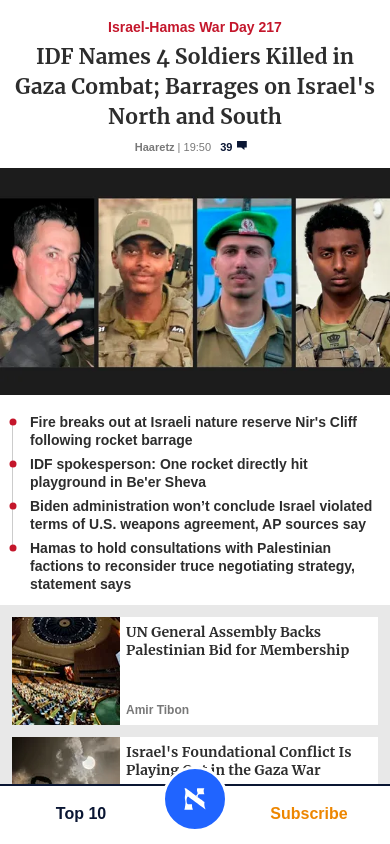 Israel-Hamas War Day 217
IDF Names 4 Soldiers Killed in
Gaza Combat; Barrages on Israel's
North and South
Haaretz | 19:50 39
Fire breaks out at Israeli nature reserve Nir's Cliff
following rocket barrage
IDF spokesperson: One rocket directly hit
playground in Be'er Sheva
Biden administration won’t conclude Israel violated
terms of U.S. weapons agreement, AP sources say
Hamas to hold consultations with Palestinian
factions to reconsider truce negotiating strategy,
statement says
UN General Assembly Backs
Palestinian Bid for Membership
Amir Tibon
Israel's Foundational Conflict Is
Playing Out in the Gaza War
Top 10
Subscribe